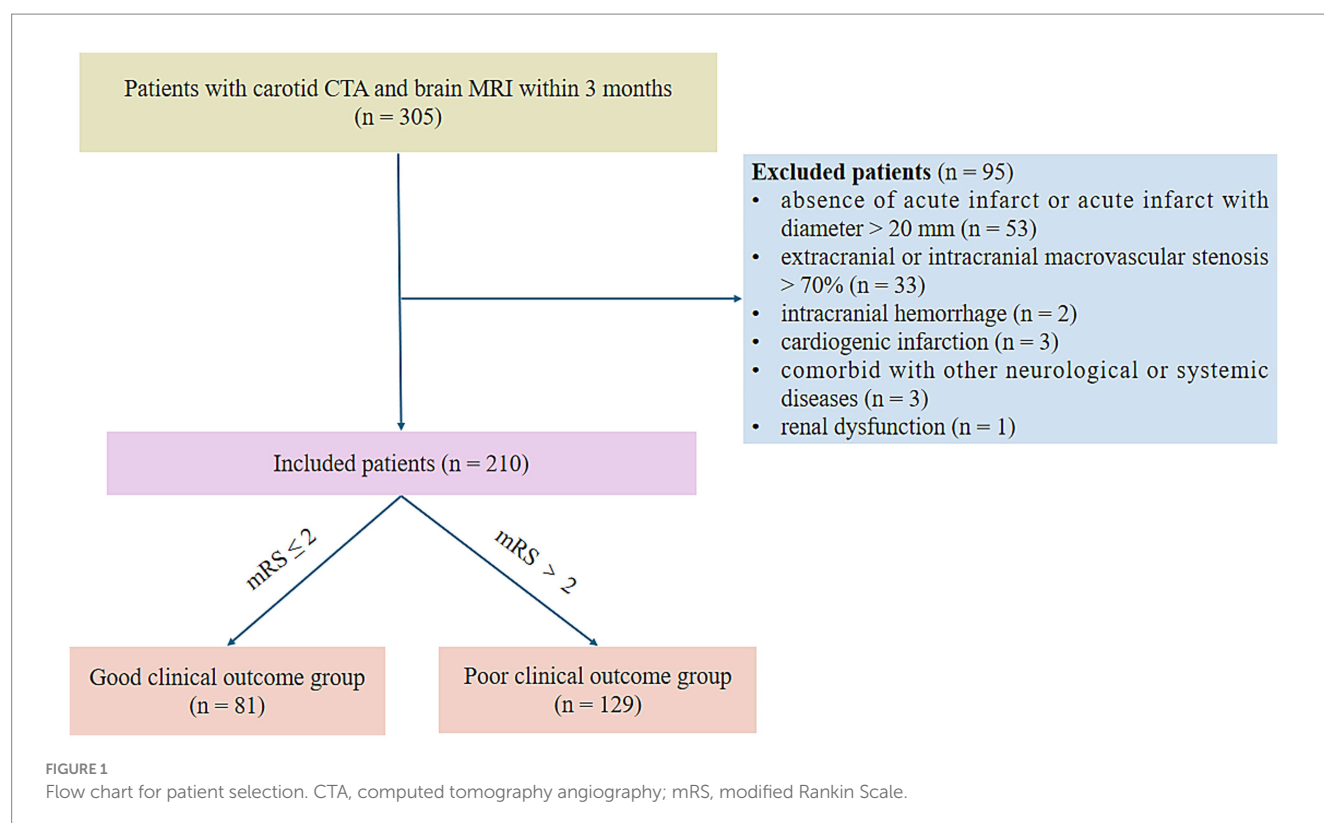 Patients with carotid CTA and brain MRI within 3 months
(n = 305)
Excluded patients (n = 95)
• absence of acute infarct or acute infarct with
diameter > 20 mm (n = 53)
• extracranial or intracranial macrovascular stenosis
> 70% (n = 33)
• intracranial hemorrhage (n = 2)
• cardiogenic infarction (n = 3)
• comorbid with other neurological or systemic
diseases (n = 3)
• renal dysfunction (n = 1)
Included patients (n = 210)
mRS ≤ 2
mRS > 2
Good clinical outcome group
(n = 81)
Poor clinical outcome group
(n = 129)
FIGURE 1
Flow chart for patient selection. CTA, computed tomography angiography; mRS, modified Rankin Scale.